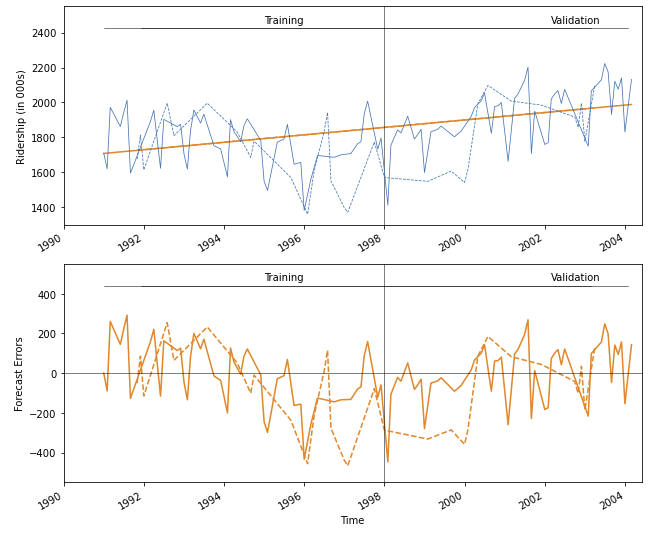 Training Validation
2400
2200
2000
1800
1600
1400
Ridership (in 000s)
1990 1992 1994 1996 1998 2000 2002 2004
Training Validation
400
200
0
−200
−400
Forecast Errors
1990 1992 1994 1996 1998 2000 2002 2004
Time